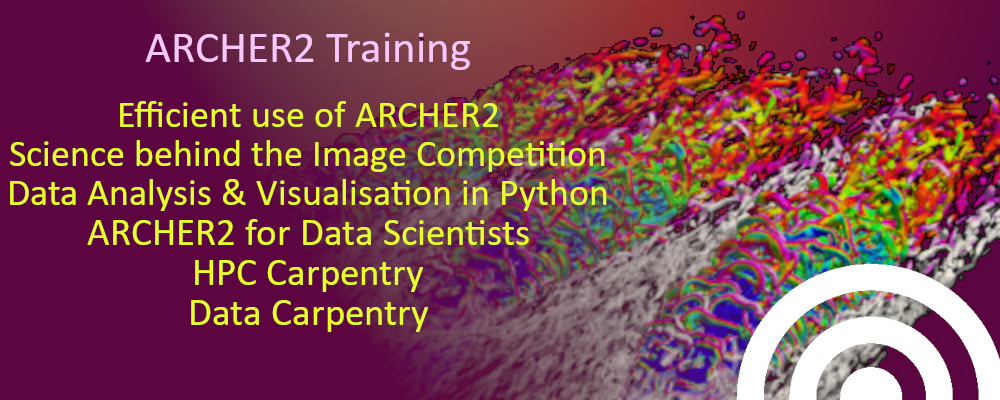 ARCHER2 Training
Efficient use of ARCHER2
Science behind the Image Competition
Data Analysis & Visualisation in Python
ARCHER2 for Data Scientists
HPC Carpentry
Data Carpentry